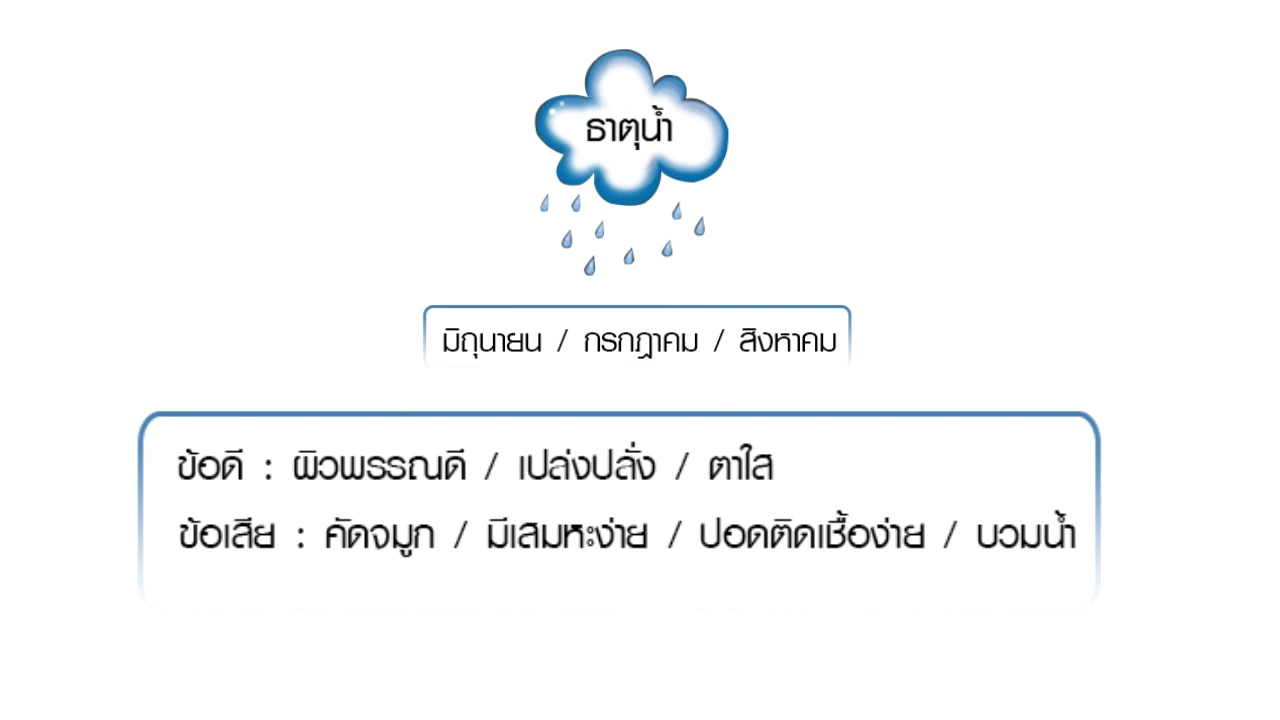 ธาตุน้ำ
มิถุนายน / กรกฎาคม / สิงหาคม
ข้อดี : ผิวพรรณดี / เปล่งปลั่ง / ตาใส
ข้อเสีย : คัดจมูก / มีเสมหะง่าย / ปอดติดเชื้อง่าย / บวมน้ำ